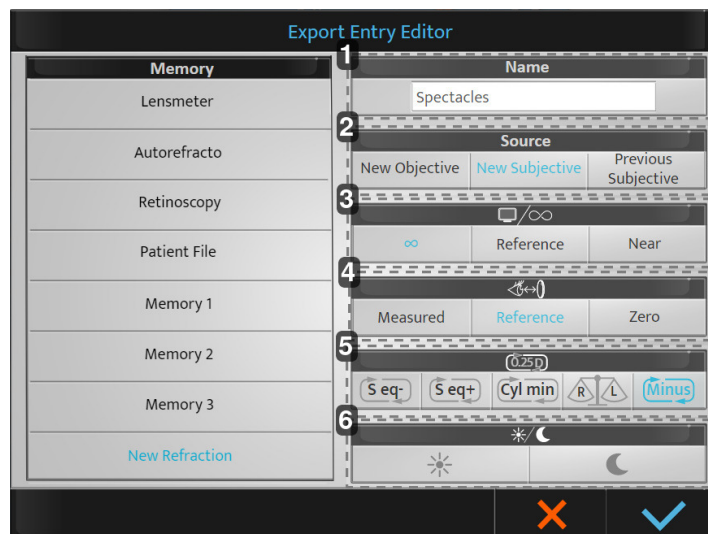 Export Entry Editor
Memory
Lensmeter
Autorefracto
Retinoscopy
Patient File
Memory 1
Memory 2
Memory 3
New Refraction
1
Name
Spectacles
2
Source
New Objective New Subjective Previous Subjective
3
/∞
∞ Reference Near
4
Measured Reference Zero
5
0.25D
S eq- S eq+ Cyl min R L Minus
6